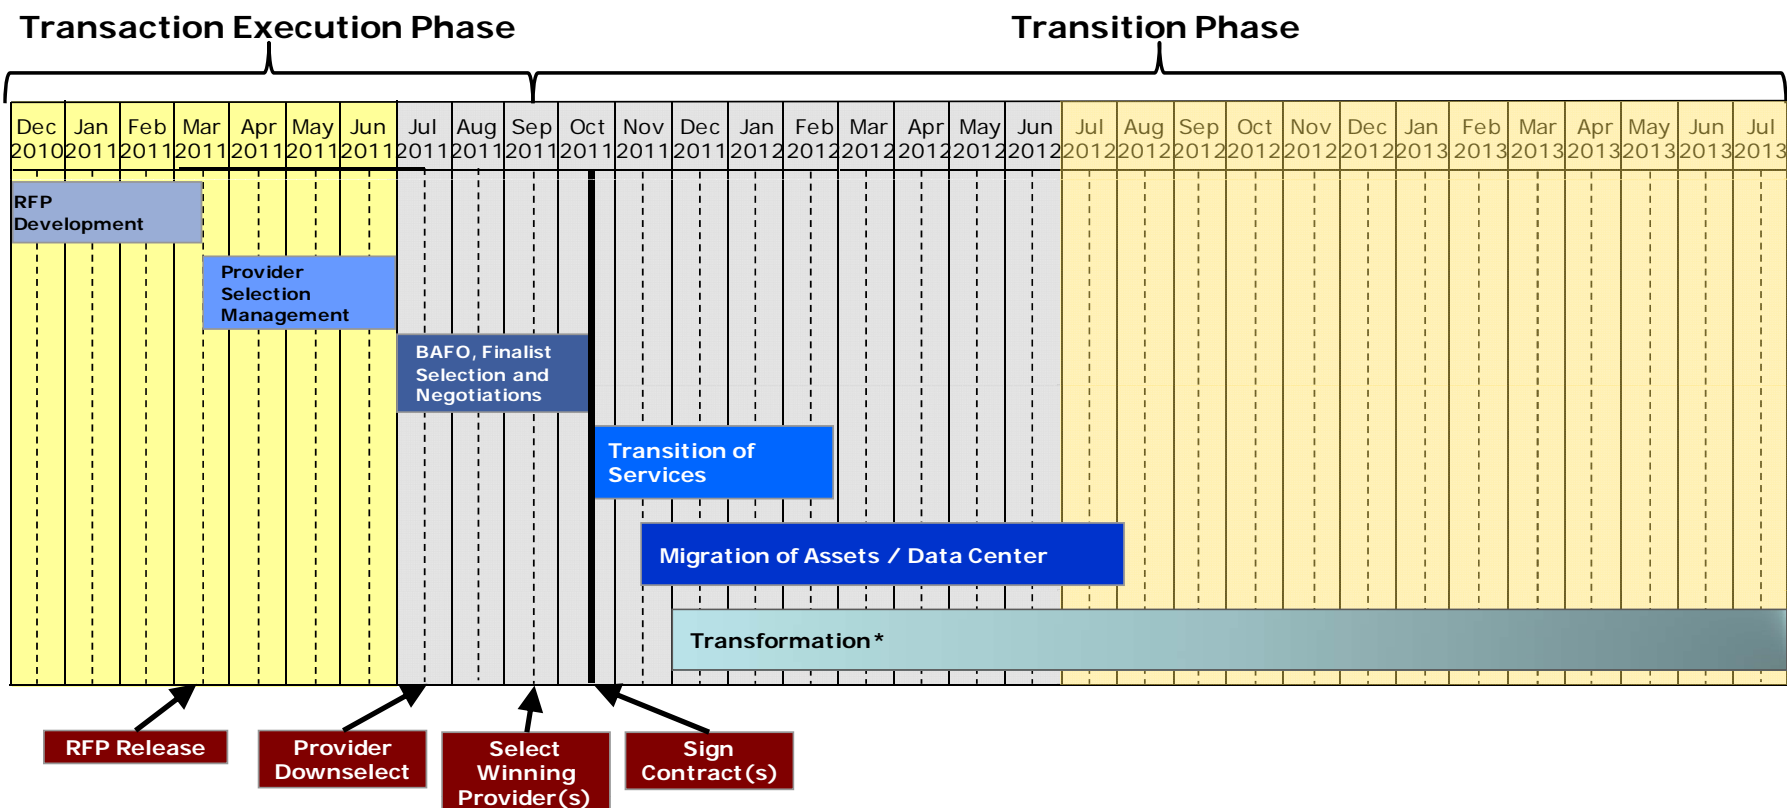 Transaction Execution Phase
Transition Phase
Dec Jan Feb Mar Apr May Jun Jul Aug Sep Oct Nov Dec Jan Feb Mar Apr May Jun Jul Aug Sep Oct Nov Dec Jan Feb Mar Apr May Jun Jul
2010 2011 2011 2011 2011 2011 2011 2011 2011 2011 2011 2011 2011 2012 2012 2012 2012 2012 2012 2012 2012 2012 2012 2012 2012 2013 2013 2013 2013 2013 2013 2013
RFP
Development
Provider
Selection
Management
BAFO, Finalist
Selection and
Negotiations
Transition of
Services
Migration of Assets / Data Center
Transformation*
RFP Release
Provider
Downselect
Select
Winning
Provider(s)
Sign
Contract(s)